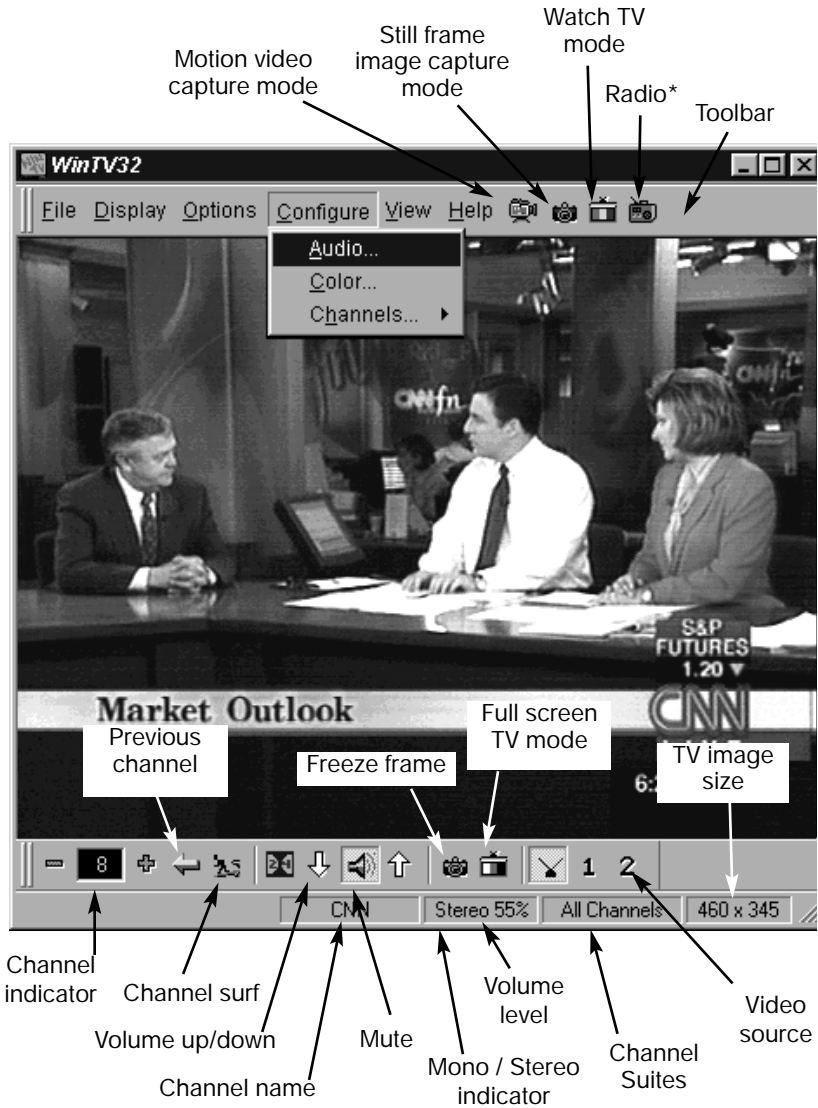 Watch TV
mode
Still frame
image capture
mode
Motion video
capture mode
Radio*
Toolbar
WinTV32
File Display Options Configure View Help
Audio...
Color...
Channels...
CNNfn
S&P
FUTURES
1.20
CNN
Market Outlook
Previous
channel
Freeze frame
Full screen
TV mode
TV image
size
6:2
8
1 2
CNN Stereo 55% All Channels 460 x 345
Channel
indicator
Channel surf
Volume up/down
Channel name
Mute
Mono / Stereo
indicator
Volume
level
Channel
Suites
Video
source